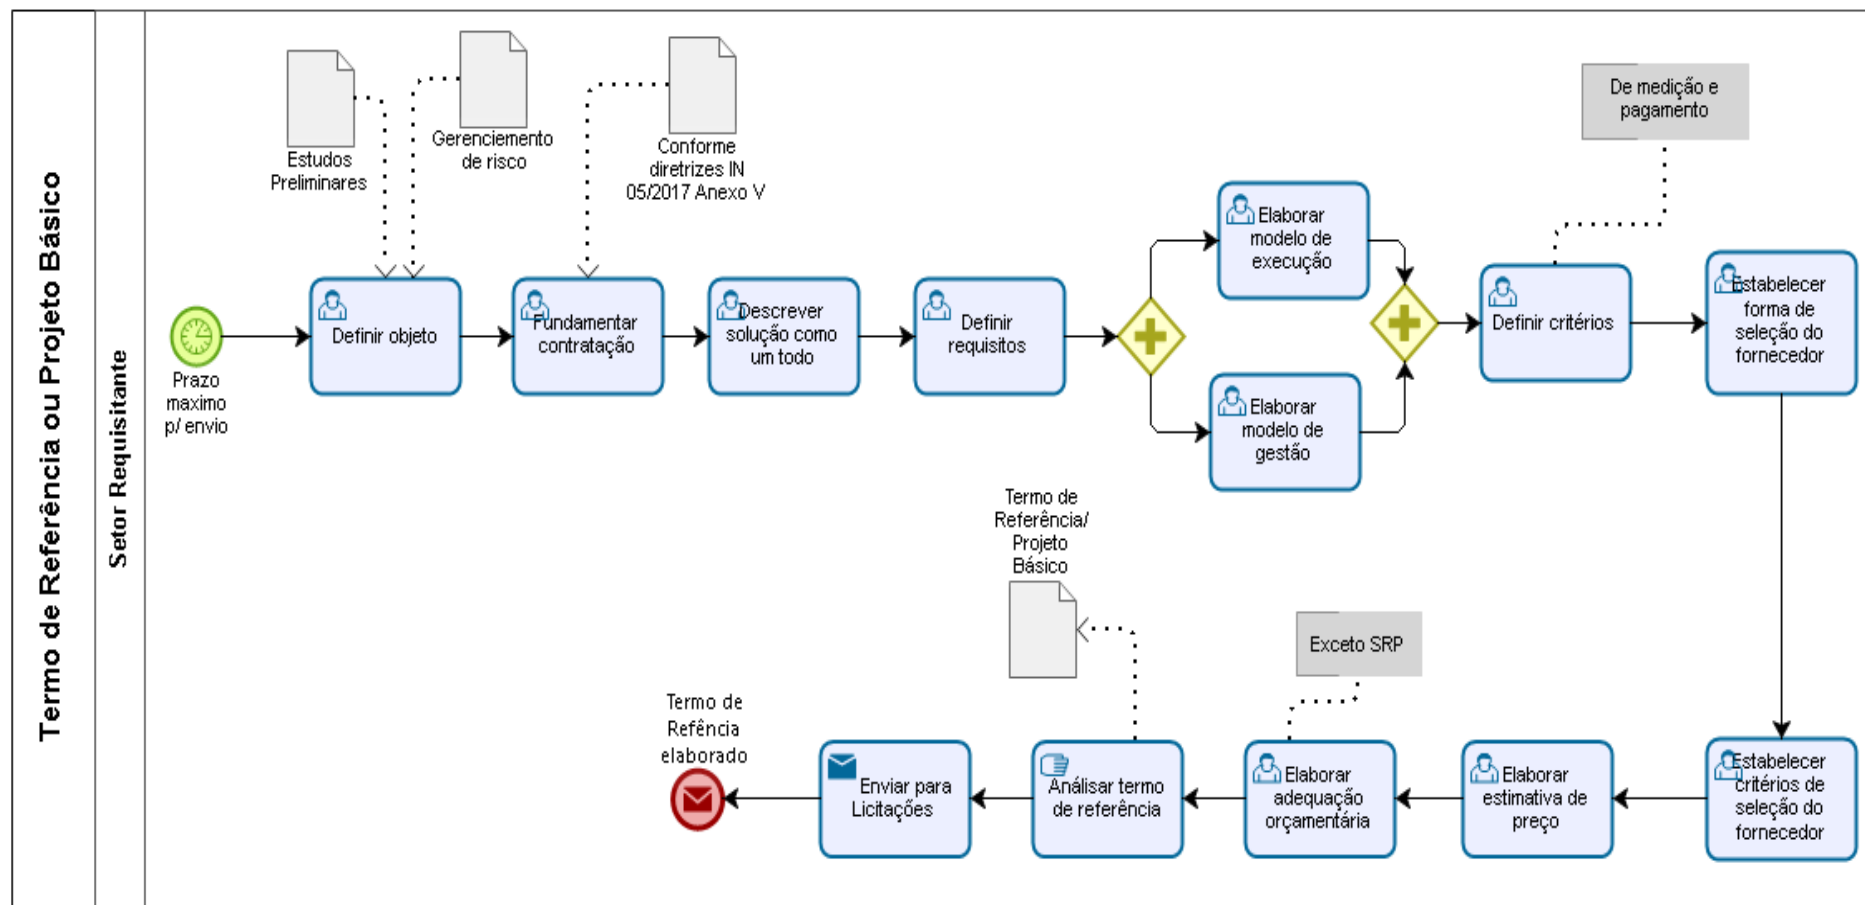 Termo de Referência ou Projeto Básico
Setor Requisitante
Estudos
Preliminares
Gerenciemento
de risco
Conforme
diretrizes IN
05/2017 Anexo V
De medição e
pagamento
Prazo
maximo
p/ envio
Definir objeto
Fundamentar
contratação
Descrever
solução como
um todo
Definir
requisitos
Elaborar
modelo de
execução
Elaborar
modelo de
gestão
Definir critérios
Estabelecer
forma de
seleção do
fornecedor
Termo de
Referência/
Projeto
Básico
Exceto SRP
Termo de
Refência
elaborado
Enviar para
Licitações
Análisar termo
de referência
Elaborar
adequação
orçamentária
Elaborar
estimativa de
preço
Estabelecer
critérios de
seleção do
fornecedor